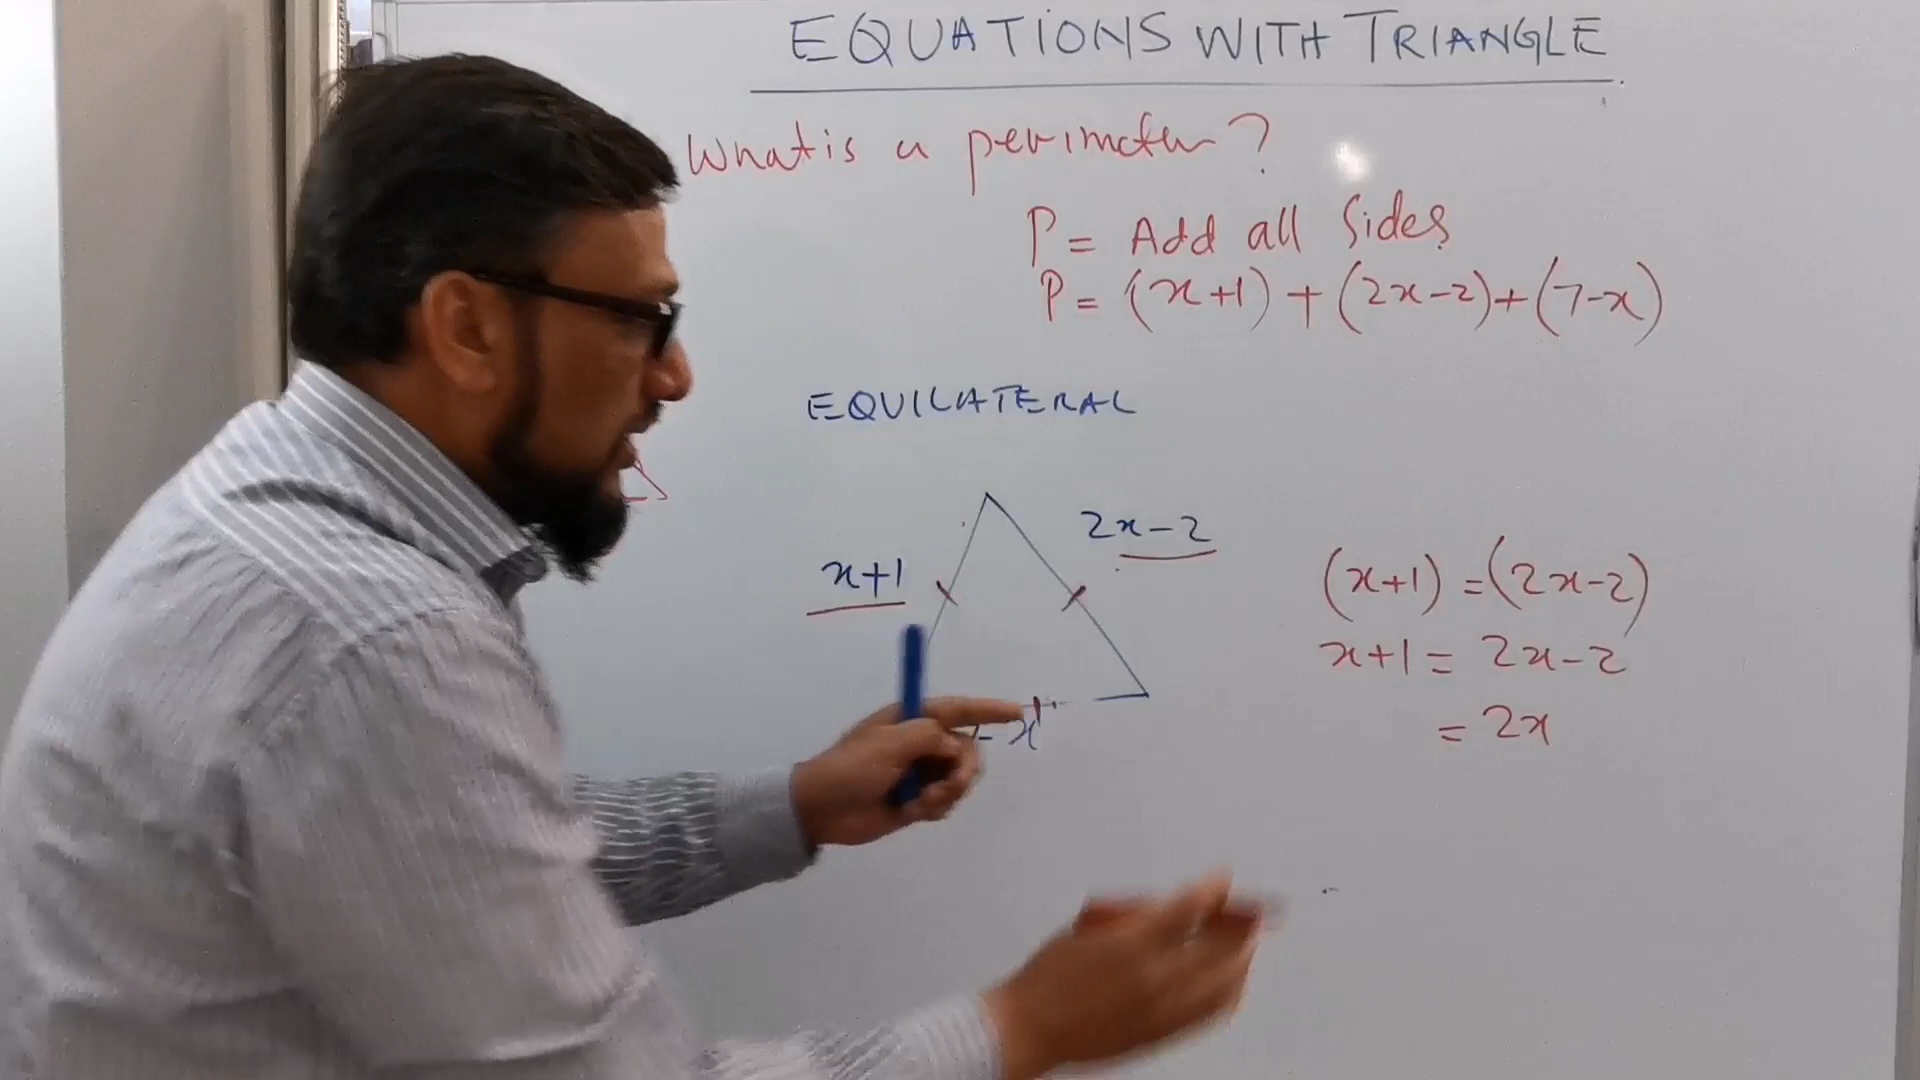 EQUATIONS WITH TRIANGLE
What is a perimeter?
P = Add all Sides
P = (x+1) + (2x-2) + (7-x)
EQUILATERAL
2x-2
x+1
-x
(x+1) = (2x-2)
x+1 = 2x-2
= 2x